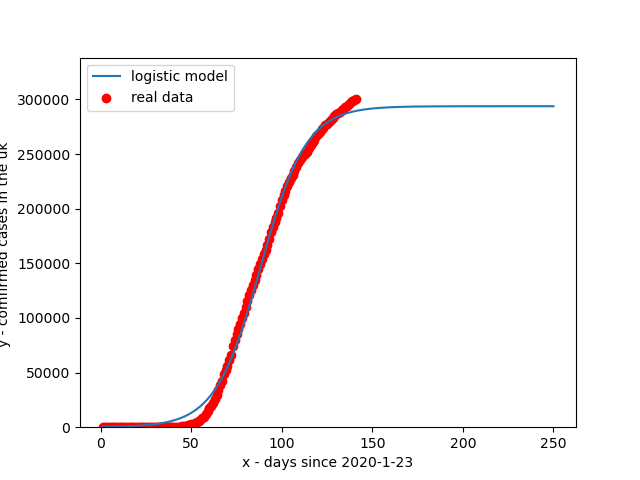 logistic model
real data
300000
250000
200000
150000
100000
50000
0
0 50 100 150 200 250
x - days since 2020-1-23
y - comfirmed cases in the uk